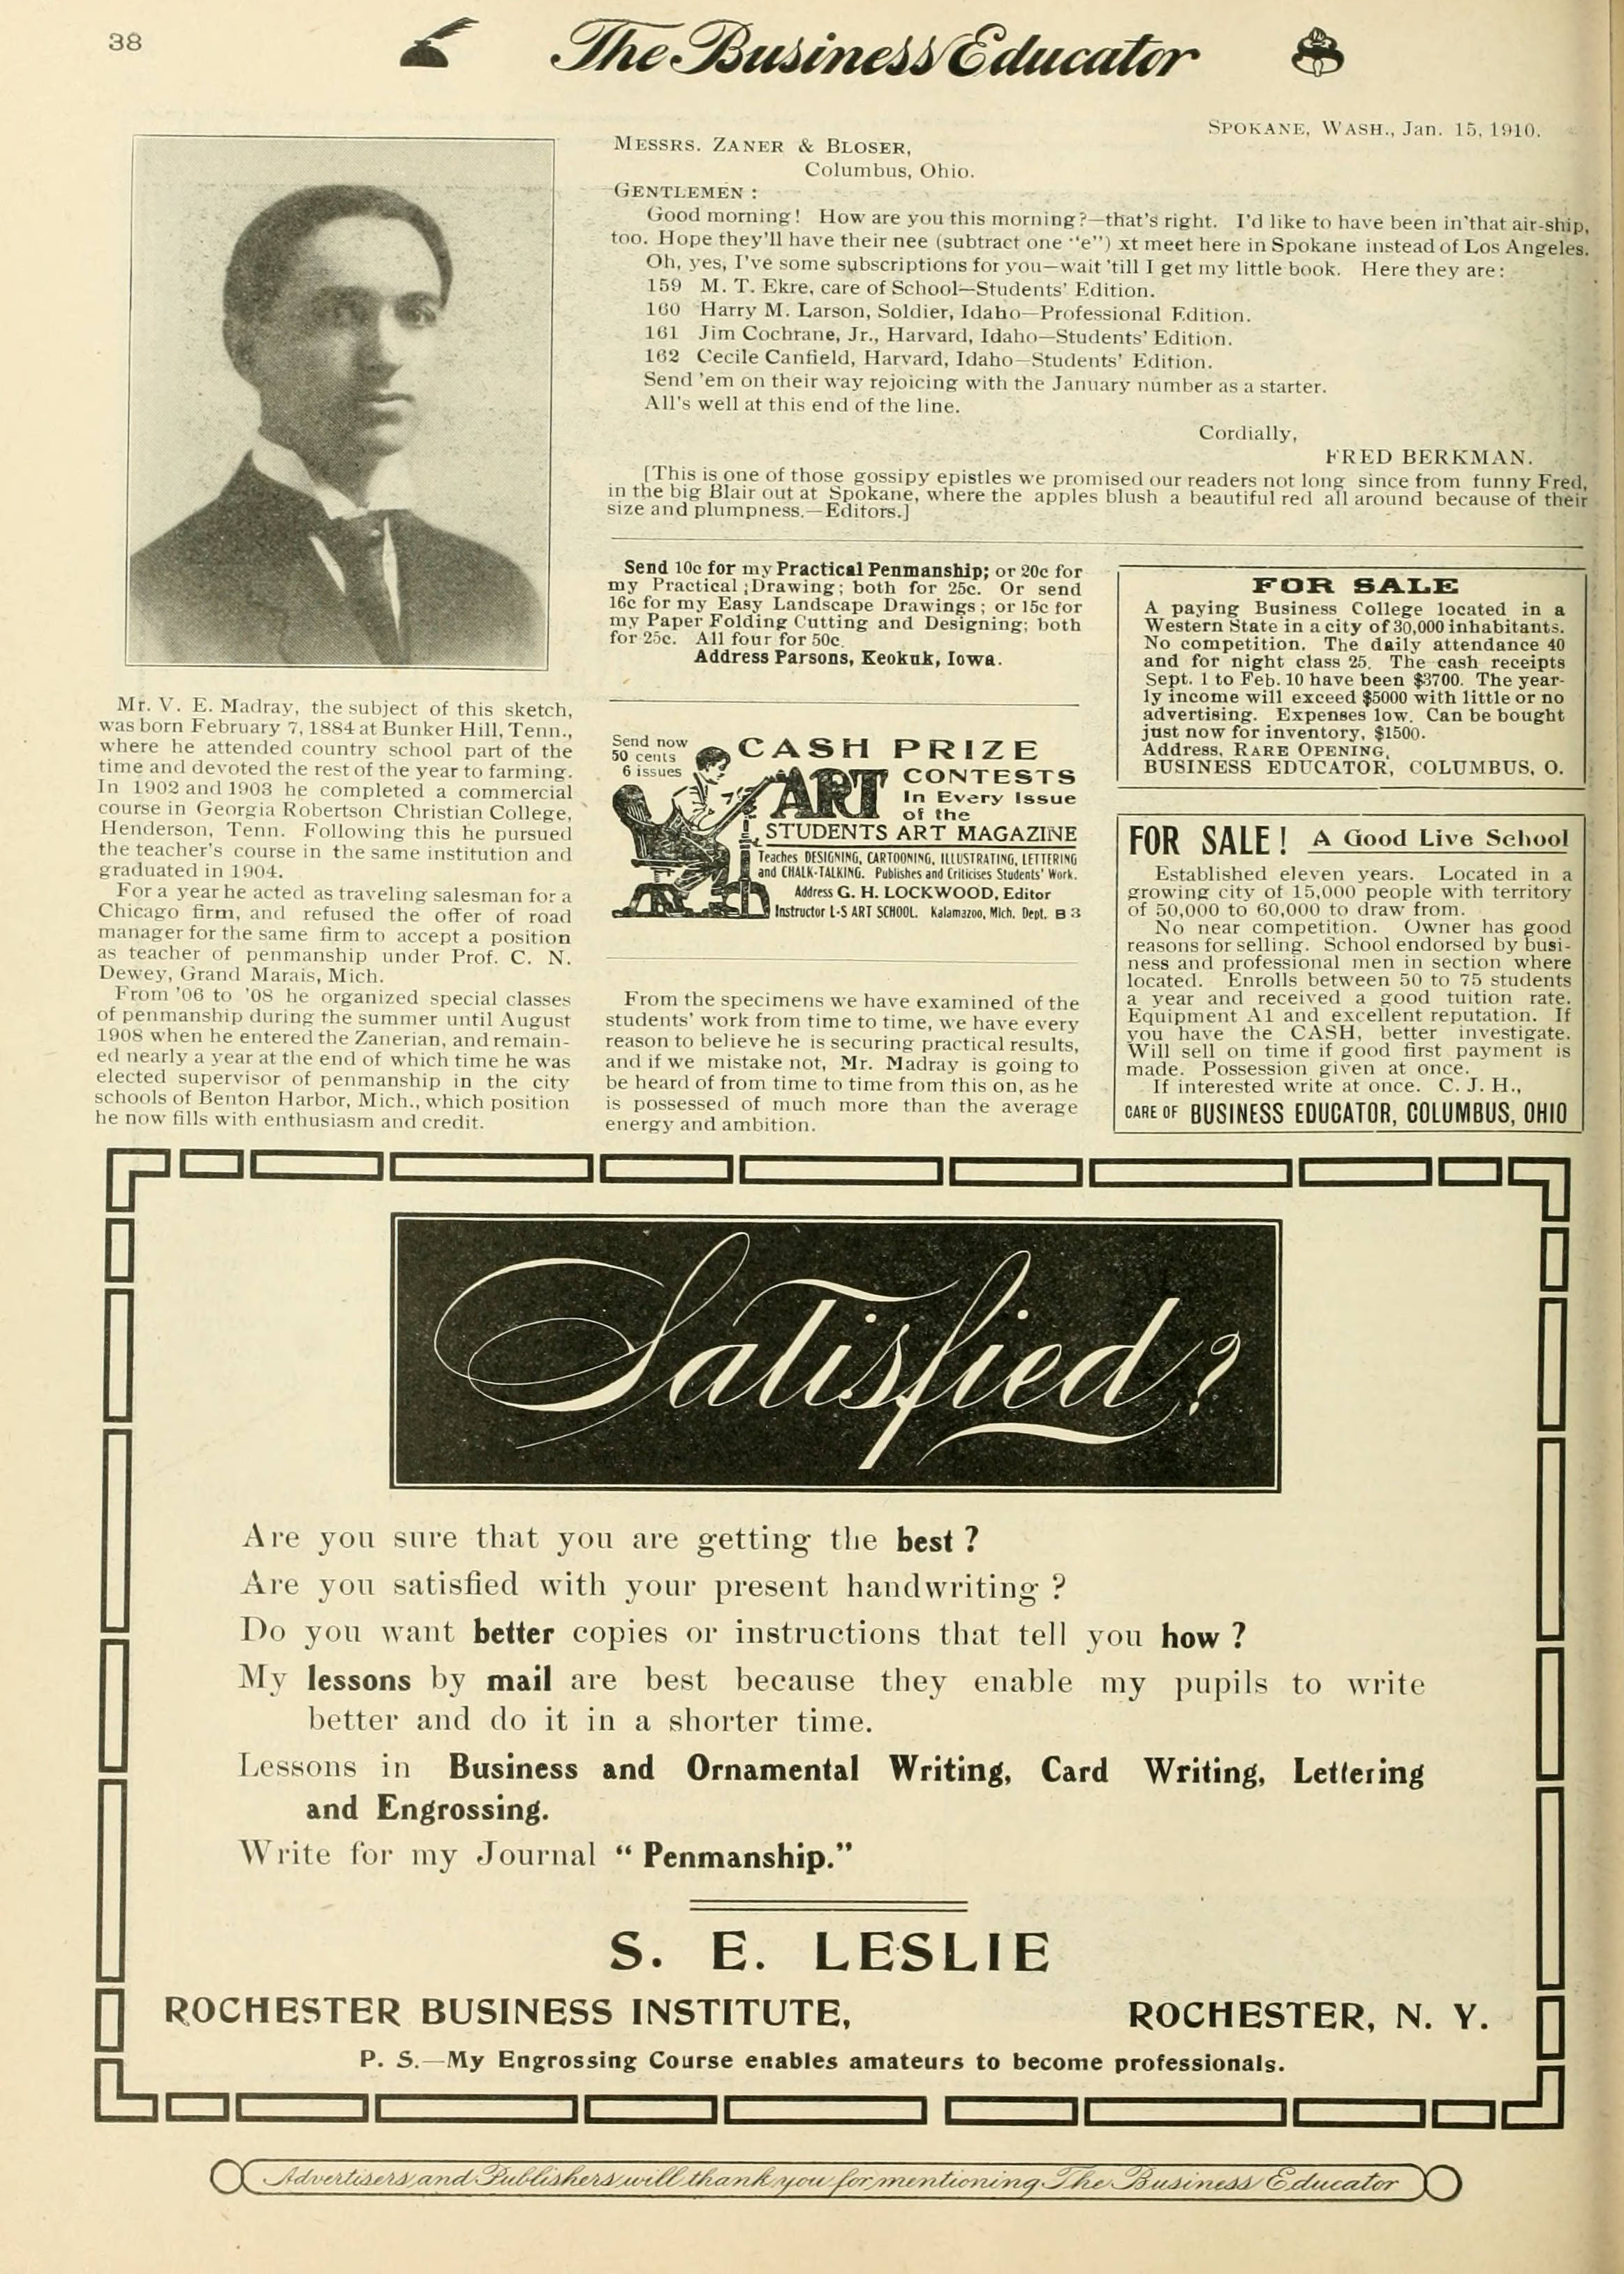 38
The Business Educator
SPOKANE, WASH., Jan. 15, 1910.
MESSRS. ZANER & BLOSER,
Columbus, Ohio.
GENTLEMEN :
Good morning! How are you this morning?—that's right. I'd like to have been in that air-ship,
too. Hope they'll have their nee (subtract one "e") xt meet here in Spokane instead of Los Angeles.
Oh, yes, I've some subscriptions for you—wait 'till I get my little book. Here they are:
159 M. T. Ekre, care of School—Students' Edition.
160 Harry M. Larson, Soldier, Idaho—Professional Edition.
161 Jim Cochrane, Jr., Harvard, Idaho—Students' Edition.
162 Cecile Canfield, Harvard, Idaho—Students' Edition.
Send 'em on their way rejoicing with the January number as a starter.
All's well at this end of the line.
Cordially,
FRED BERKMAN.
[This is one of those gossipy epistles we promised our readers not long since from funny Fred,
in the big Blair out at Spokane, where the apples blush a beautiful red all around because of their
size and plumpness.—Editors.]
Mr. V. E. Madray, the subject of this sketch,
was born February 7, 1884 at Bunker Hill, Tenn.,
where he attended country school part of the
time and devoted the rest of the year to farming.
In 1902 and 1903 he completed a commercial
course in Georgia Robertson Christian College,
Henderson, Tenn. Following this he pursued
the teacher's course in the same institution and
graduated in 1904.
For a year he acted as traveling salesman for a
Chicago firm, and refused the offer of road
manager for the same firm to accept a position
as teacher of penmanship under Prof. C. N.
Dewey, Grand Marais, Mich.
From '06 to '08 he organized special classes
of penmanship during the summer until August
1908 when he entered the Zanerian, and remain-
ed nearly a year at the end of which time he was
elected supervisor of penmanship in the city
schools of Benton Harbor, Mich., which position
he now fills with enthusiasm and credit.
Send 10c for my Practical Penmanship; or 20c for
my Practical ;Drawing; both for 25c. Or send
16c for my Easy Landscape Drawings; or 15c for
my Paper Folding Cutting and Designing; both
for 25c. All four for 50c.
Address Parsons, Keokuk, Iowa.
Send now
50 cents
6 issues
CASH PRIZE
ART
CONTESTS
In Every Issue
of the
STUDENTS ART MAGAZINE
Teaches DESIGNING, CARTOONING, ILLUSTRATING, LETTERING
and CHALK-TALKING. Publishes and Criticises Students' Work.
Address G. H. LOCKWOOD, Editor
Instructor L-S ART SCHOOL. Kalamazoo, Mich. Dept. B 3
From the specimens we have examined of the
students' work from time to time, we have every
reason to believe he is securing practical results,
and if we mistake not, Mr. Madray is going to
be heard of from time to time from this on, as he
is possessed of much more than the average
energy and ambition.
FOR SALE
A paying Business College located in a
Western State in a city of 30,000 inhabitants.
No competition. The daily attendance 40
and for night class 25. The cash receipts
Sept. 1 to Feb. 10 have been $3700. The year-
ly income will exceed $5000 with little or no
advertising. Expenses low. Can be bought
just now for inventory, $1500.
Address, RARE OPENING,
BUSINESS EDUCATOR, COLUMBUS, O.
FOR SALE! A Good Live School
Established eleven years. Located in a
growing city of 15,000 people with territory
of 50,000 to 60,000 to draw from.
No near competition. Owner has good
reasons for selling. School endorsed by busi-
ness and professional men in section where
located. Enrolls between 50 to 75 students
a year and received a good tuition rate.
Equipment A1 and excellent reputation. If
you have the CASH, better investigate.
Will sell on time if good first payment is
made. Possession given at once.
If interested write at once. C. J. H.,
CARE OF BUSINESS EDUCATOR, COLUMBUS, OHIO
Satisfied?
Are you sure that you are getting the best?
Are you satisfied with your present handwriting?
Do you want better copies or instructions that tell you how?
My lessons by mail are best because they enable my pupils to write
better and do it in a shorter time.
Lessons in Business and Ornamental Writing, Card Writing, Lettering
and Engrossing.
Write for my Journal "Penmanship."
S. E. LESLIE
ROCHESTER BUSINESS INSTITUTE, ROCHESTER, N. Y.
P. S.—My Engrossing Course enables amateurs to become professionals.
Advertisers and Publishers will thank you for mentioning The Business Educator